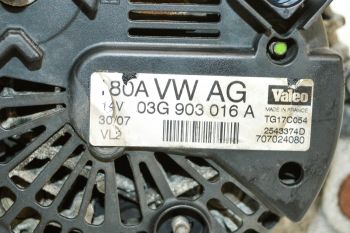 180A VW AG
14V 03G 903 016 A
30/07
VL2
Valeo
MADE IN FRANCE
TG17C054
2543374D
707024080